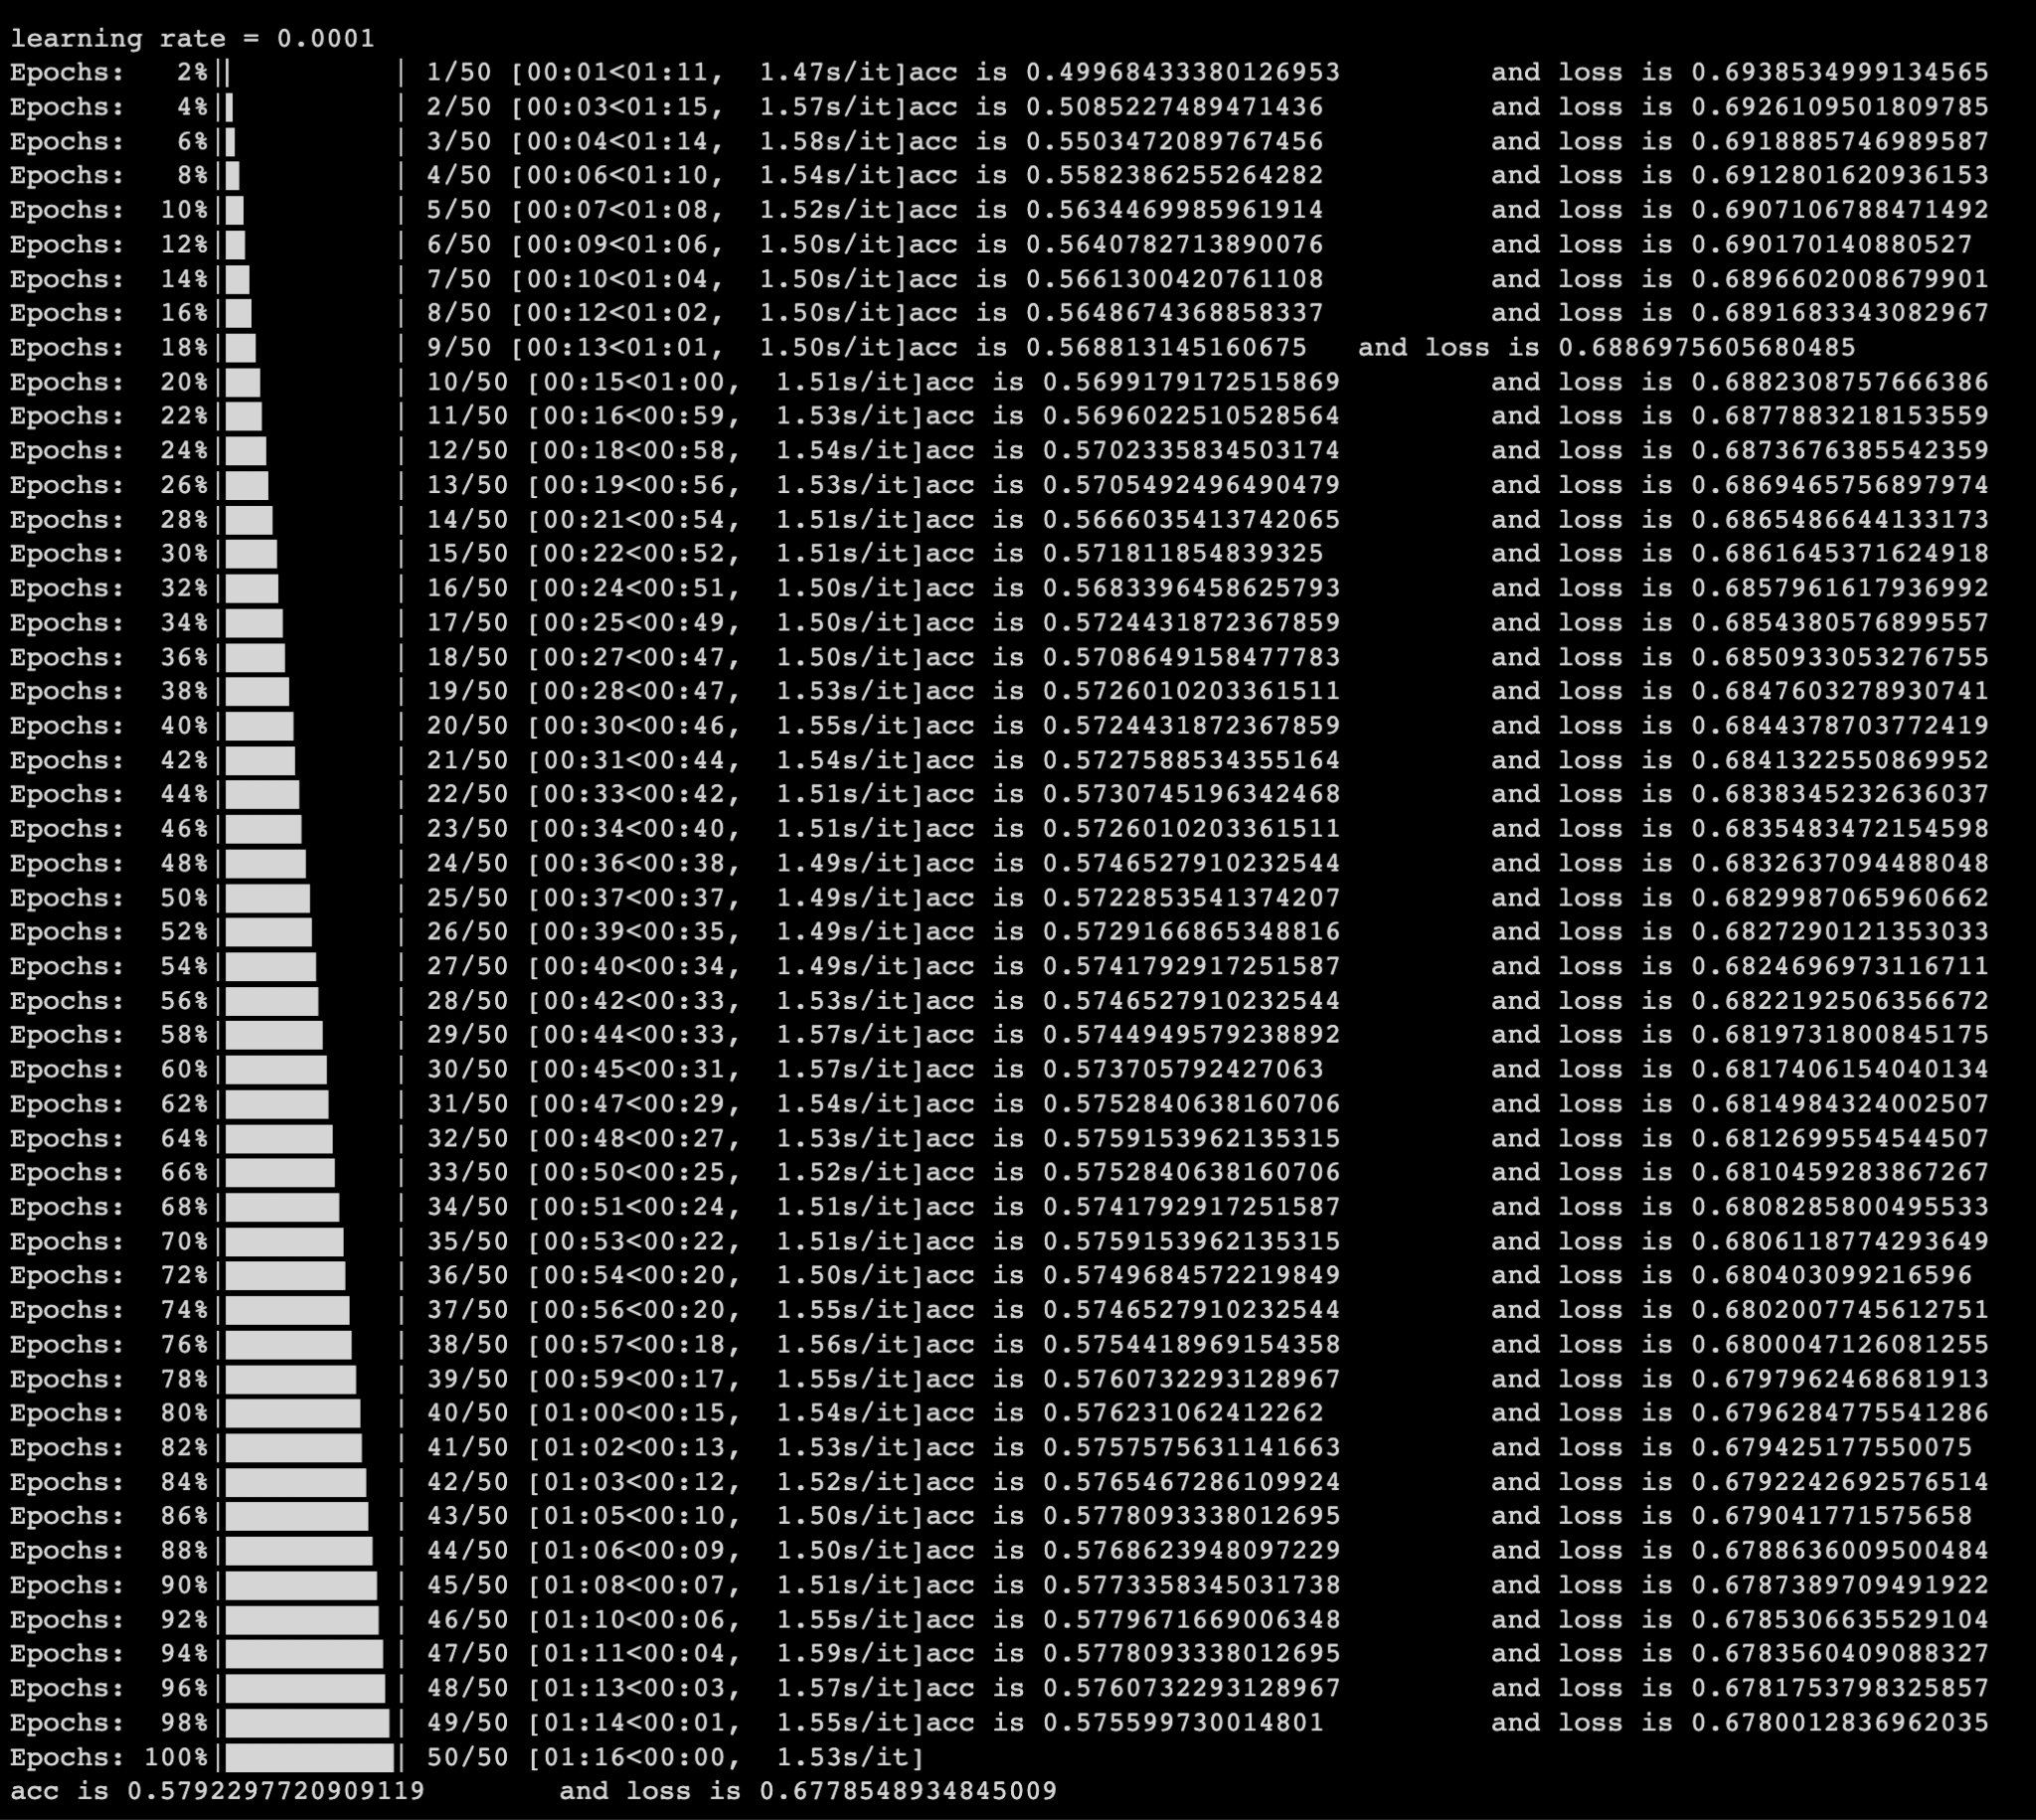 learning rate = 0.0001
Epochs:   2%|| 1/50 [00:01<01:11,  1.47s/it]acc is 0.49968433380126953 and loss is 0.6938534999134565
Epochs:   4%|| 2/50 [00:03<01:15,  1.57s/it]acc is 0.5085227489471436 and loss is 0.6926109501809785
Epochs:   6%|| 3/50 [00:04<01:14,  1.58s/it]acc is 0.5503472089767456 and loss is 0.6918885746989587
Epochs:   8%|| 4/50 [00:06<01:10,  1.54s/it]acc is 0.5582386255264282 and loss is 0.6912801620936153
Epochs:  10%|| 5/50 [00:07<01:08,  1.52s/it]acc is 0.5634469985961914 and loss is 0.6907106788471492
Epochs:  12%|| 6/50 [00:09<01:06,  1.50s/it]acc is 0.5640782713890076 and loss is 0.690170140880527
Epochs:  14%|| 7/50 [00:10<01:04,  1.50s/it]acc is 0.5661300420761108 and loss is 0.6896602008679901
Epochs:  16%|| 8/50 [00:12<01:02,  1.50s/it]acc is 0.5648674368858337 and loss is 0.6891683343082967
Epochs:  18%|| 9/50 [00:13<01:01,  1.50s/it]acc is 0.568813145160675 and loss is 0.6886975605680485
Epochs:  20%|| 10/50 [00:15<01:00,  1.51s/it]acc is 0.5699179172515869 and loss is 0.6882308757666386
Epochs:  22%|| 11/50 [00:16<00:59,  1.53s/it]acc is 0.5696022510528564 and loss is 0.6877883218153559
Epochs:  24%|| 12/50 [00:18<00:58,  1.54s/it]acc is 0.5702335834503174 and loss is 0.6873676385542359
Epochs:  26%|| 13/50 [00:19<00:56,  1.53s/it]acc is 0.5705492496490479 and loss is 0.6869465756897974
Epochs:  28%|| 14/50 [00:21<00:54,  1.51s/it]acc is 0.5666035413742065 and loss is 0.6865486644133173
Epochs:  30%|| 15/50 [00:22<00:52,  1.51s/it]acc is 0.571811854839325 and loss is 0.6861645371624918
Epochs:  32%|| 16/50 [00:24<00:51,  1.50s/it]acc is 0.5683396458625793 and loss is 0.6857961617936992
Epochs:  34%|| 17/50 [00:25<00:49,  1.50s/it]acc is 0.5724431872367859 and loss is 0.6854380576899557
Epochs:  36%|| 18/50 [00:27<00:47,  1.50s/it]acc is 0.5708649158477783 and loss is 0.6850933053276755
Epochs:  38%|| 19/50 [00:28<00:47,  1.53s/it]acc is 0.5726010203361511 and loss is 0.6847603278930741
Epochs:  40%|| 20/50 [00:30<00:46,  1.55s/it]acc is 0.5724431872367859 and loss is 0.6844378703772419
Epochs:  42%|| 21/50 [00:31<00:44,  1.54s/it]acc is 0.5727588534355164 and loss is 0.6841322550869952
Epochs:  44%|| 22/50 [00:33<00:42,  1.51s/it]acc is 0.5730745196342468 and loss is 0.6838345232636037
Epochs:  46%|| 23/50 [00:34<00:40,  1.51s/it]acc is 0.5726010203361511 and loss is 0.6835483472154598
Epochs:  48%|| 24/50 [00:36<00:38,  1.49s/it]acc is 0.5746527910232544 and loss is 0.6832637094488048
Epochs:  50%|| 25/50 [00:37<00:37,  1.49s/it]acc is 0.5722853541374207 and loss is 0.6829987065960662
Epochs:  52%|| 26/50 [00:39<00:35,  1.49s/it]acc is 0.5729166865348816 and loss is 0.6827290121353033
Epochs:  54%|| 27/50 [00:40<00:34,  1.49s/it]acc is 0.5741792917251587 and loss is 0.6824696973116711
Epochs:  56%|| 28/50 [00:42<00:33,  1.53s/it]acc is 0.5746527910232544 and loss is 0.6822192506356672
Epochs:  58%|| 29/50 [00:44<00:33,  1.57s/it]acc is 0.5744949579238892 and loss is 0.6819731800845175
Epochs:  60%|| 30/50 [00:45<00:31,  1.57s/it]acc is 0.573705792427063 and loss is 0.6817406154040134
Epochs:  62%|| 31/50 [00:47<00:29,  1.54s/it]acc is 0.5752840638160706 and loss is 0.6814984324002507
Epochs:  64%|| 32/50 [00:48<00:27,  1.53s/it]acc is 0.5759153962135315 and loss is 0.6812699554544507
Epochs:  66%|| 33/50 [00:50<00:25,  1.52s/it]acc is 0.5752840638160706 and loss is 0.6810459283867267
Epochs:  68%|| 34/50 [00:51<00:24,  1.51s/it]acc is 0.5741792917251587 and loss is 0.6808285800495533
Epochs:  70%|| 35/50 [00:53<00:22,  1.51s/it]acc is 0.5759153962135315 and loss is 0.6806118774293649
Epochs:  72%|| 36/50 [00:54<00:20,  1.50s/it]acc is 0.5749684572219849 and loss is 0.680403099216596
Epochs:  74%|| 37/50 [00:56<00:20,  1.55s/it]acc is 0.5746527910232544 and loss is 0.6802007745612751
Epochs:  76%|| 38/50 [00:57<00:18,  1.56s/it]acc is 0.5754418969154358 and loss is 0.6800047126081255
Epochs:  78%|| 39/50 [00:59<00:17,  1.55s/it]acc is 0.5760732293128967 and loss is 0.6797962468681913
Epochs:  80%|| 40/50 [01:00<00:15,  1.54s/it]acc is 0.576231062412262 and loss is 0.6796284775541286
Epochs:  82%|| 41/50 [01:02<00:13,  1.53s/it]acc is 0.5757575631141663 and loss is 0.679425177550075
Epochs:  84%|| 42/50 [01:03<00:12,  1.52s/it]acc is 0.5765467286109924 and loss is 0.6792242692576514
Epochs:  86%|| 43/50 [01:05<00:10,  1.50s/it]acc is 0.5778093338012695 and loss is 0.679041771575658
Epochs:  88%|| 44/50 [01:06<00:09,  1.50s/it]acc is 0.5768623948097229 and loss is 0.6788636009500484
Epochs:  90%|| 45/50 [01:08<00:07,  1.51s/it]acc is 0.5773358345031738 and loss is 0.6787389709491922
Epochs:  92%|| 46/50 [01:10<00:06,  1.55s/it]acc is 0.5779671669006348 and loss is 0.6785306635529104
Epochs:  94%|| 47/50 [01:11<00:04,  1.59s/it]acc is 0.5778093338012695 and loss is 0.6783560409088327
Epochs:  96%|| 48/50 [01:13<00:03,  1.57s/it]acc is 0.5760732293128967 and loss is 0.6781753798325857
Epochs:  98%|| 49/50 [01:14<00:01,  1.55s/it]acc is 0.575599730014801 and loss is 0.6780012836962035
Epochs: 100%|| 50/50 [01:16<00:00,  1.53s/it]
acc is 0.5792297720909119 and loss is 0.6778548934845009